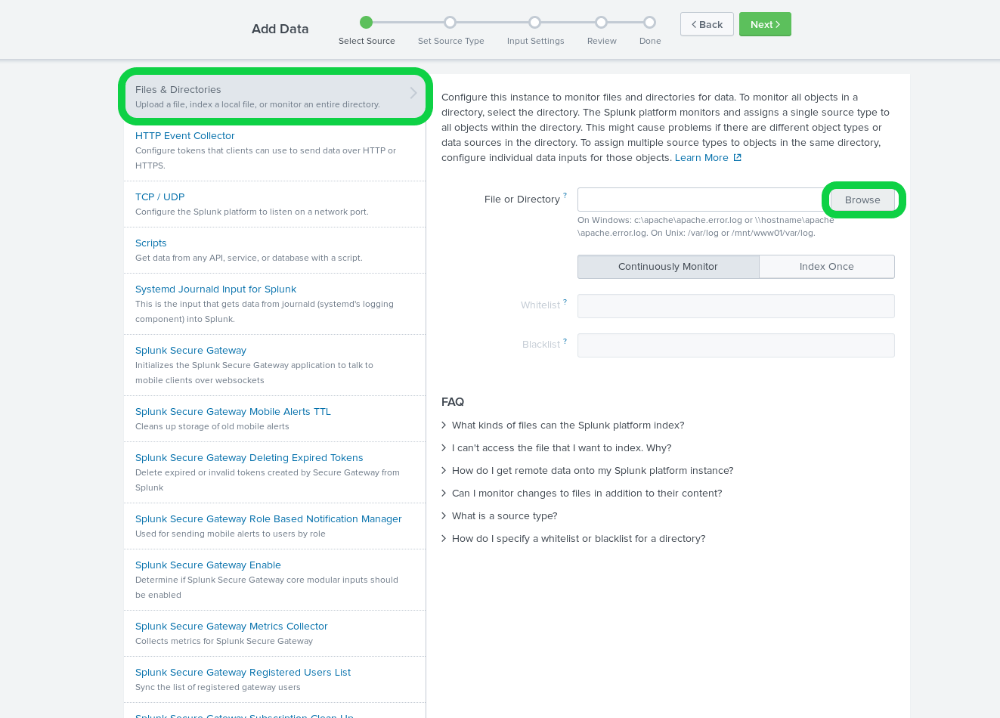 Add Data
Select Source
Set Source Type
Input Settings
Review
Done
Back
Next
Files & Directories
Upload a file, index a local file, or monitor an entire directory.
HTTP Event Collector
Configure tokens that clients can use to send data over HTTP or
HTTPS.
TCP / UDP
Configure the Splunk platform to listen on a network port.
Scripts
Get data from any API, service, or database with a script.
Systemd Journald Input for Splunk
This is the input that gets data from journald (systemd's logging
component) into Splunk.
Splunk Secure Gateway
Initializes the Splunk Secure Gateway application to talk to
mobile clients over websockets
Splunk Secure Gateway Mobile Alerts TTL
Cleans up storage of old mobile alerts
Splunk Secure Gateway Deleting Expired Tokens
Delete expired or invalid tokens created by Secure Gateway from
Splunk
Splunk Secure Gateway Role Based Notification Manager
Used for sending mobile alerts to users by role
Splunk Secure Gateway Enable
Determine if Splunk Secure Gateway core modular inputs should
be enabled
Splunk Secure Gateway Metrics Collector
Collects metrics for Splunk Secure Gateway
Splunk Secure Gateway Registered Users List
Sync the list of registered gateway users
Splunk Secure Gateway Subscription Clean Up
Configure this instance to monitor files and directories for data. To monitor all objects in a
directory, select the directory. The Splunk platform monitors and assigns a single source type to
all objects within the directory. This might cause problems if there are different object types or
data sources in the directory. To assign multiple source types to objects in the same directory,
configure individual data inputs for those objects. Learn More
File or Directory ?
Browse
On Windows: c:\apache\apache.error.log or \\hostname\apache
\apache.error.log. On Unix: /var/log or /mnt/www01/var/log.
Continuously Monitor
Index Once
Whitelist ?
Blacklist ?
FAQ
What kinds of files can the Splunk platform index?
I can't access the file that I want to index. Why?
How do I get remote data onto my Splunk platform instance?
Can I monitor changes to files in addition to their content?
What is a source type?
How do I specify a whitelist or blacklist for a directory?